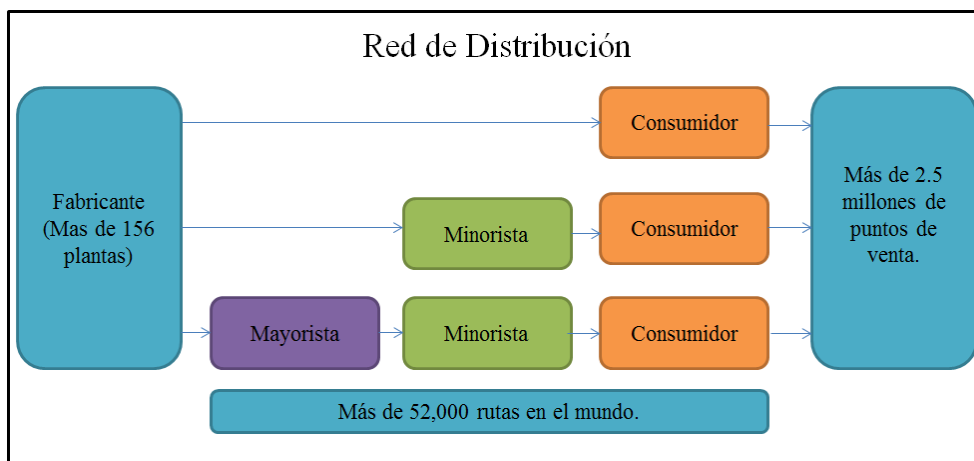 Red de Distribución
Fabricante
(Mas de 156
plantas)
Consumidor
Minorista
Consumidor
Mayorista
Minorista
Consumidor
Más de 2.5
millones de
puntos de
venta.
Más de 52,000 rutas en el mundo.